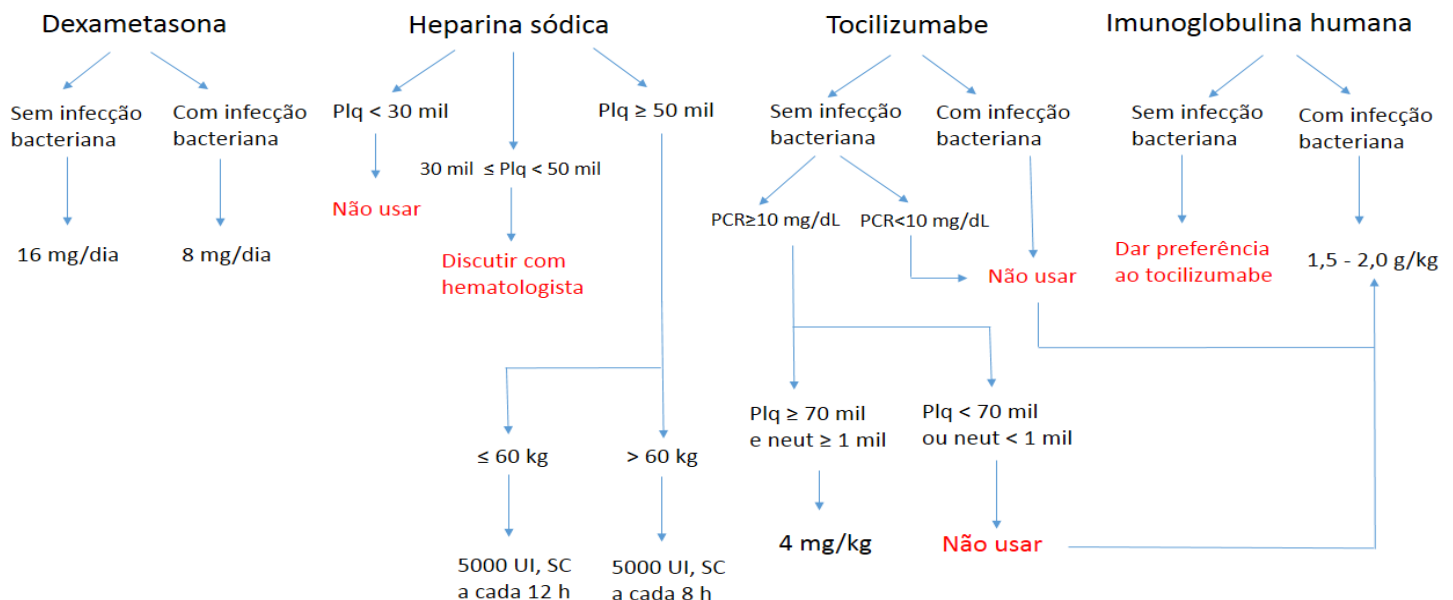 Dexametasona
Sem infecção
bacteriana
Com infecção
bacteriana
16 mg/dia
8 mg/dia
Heparina sódica
Plq < 30 mil
Não usar
30 mil ≤ Plq < 50 mil
Discutir com
hematologista
Plq ≥ 50 mil
≤ 60 kg
> 60 kg
5000 UI, SC
a cada 12 h
5000 UI, SC
a cada 8 h
Tocilizumabe
Sem infecção
bacteriana
Com infecção
bacteriana
PCR≥10 mg/dL
PCR<10 mg/dL
Não usar
Plq ≥ 70 mil
e neut ≥ 1 mil
Plq < 70 mil
ou neut < 1 mil
4 mg/kg
Não usar
Imunoglobulina humana
Sem infecção
bacteriana
Com infecção
bacteriana
Dar preferência
ao tocilizumabe
1,5 - 2,0 g/kg